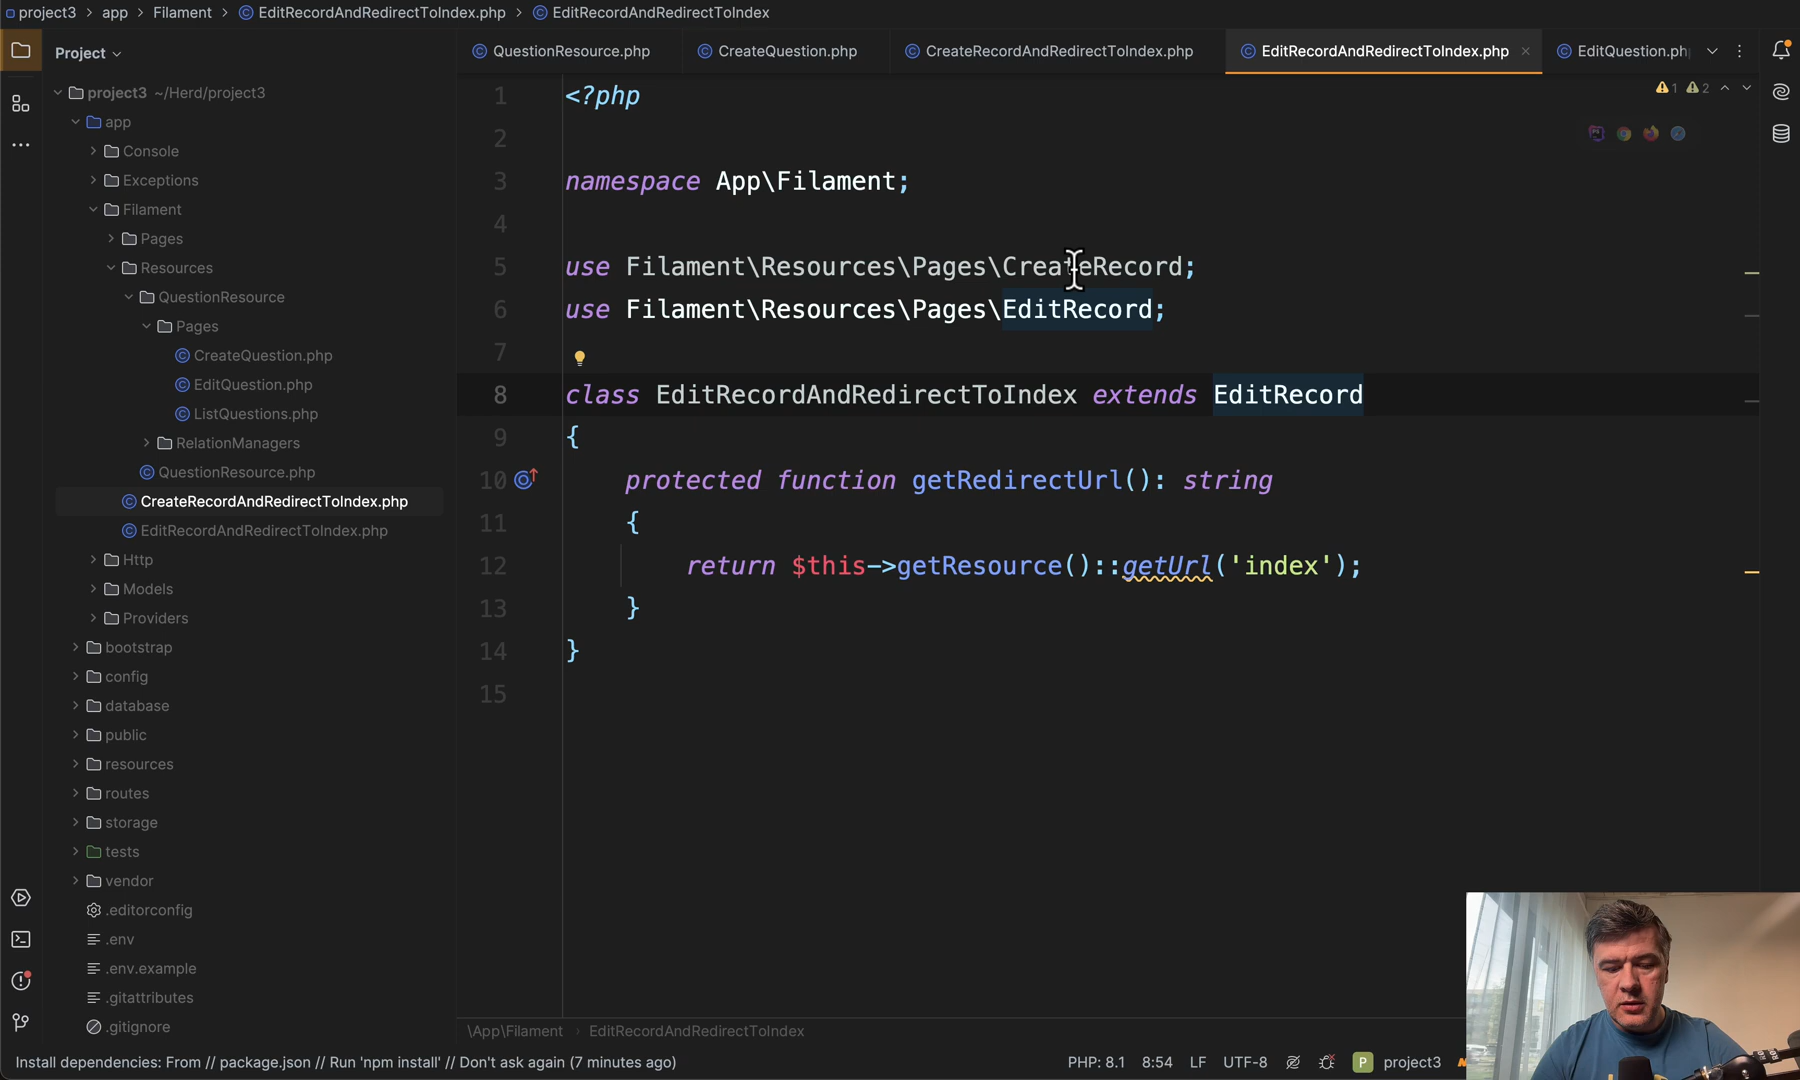 project3 > app > Filament > EditRecordAndRedirectToIndex.php > EditRecordAndRedirectToIndex
Project
QuestionResource.php
CreateQuestion.php
CreateRecordAndRedirectToIndex.php
EditRecordAndRedirectToIndex.php
EditQuestion.ph
project3 ~/Herd/project3
app
Console
Exceptions
Filament
Pages
Resources
QuestionResource
Pages
CreateQuestion.php
EditQuestion.php
ListQuestions.php
RelationManagers
QuestionResource.php
CreateRecordAndRedirectToIndex.php
EditRecordAndRedirectToIndex.php
Http
Models
Providers
bootstrap
config
database
public
resources
routes
storage
tests
vendor
.editorconfig
.env
.env.example
.gitattributes
.gitignore
1 2
1 <?php
2
3 namespace App\Filament;
4
5 use Filament\Resources\Pages\CreateRecord;
6 use Filament\Resources\Pages\EditRecord;
7
8 class EditRecordAndRedirectToIndex extends EditRecord
9 {
10 protected function getRedirectUrl(): string
11 {
12 return $this->getResource()::getUrl('index');
13 }
14 }
15
\App\Filament > EditRecordAndRedirectToIndex
Install dependencies: From // package.json // Run 'npm install' // Don't ask again (7 minutes ago)
PHP: 8.1 8:54 LF UTF-8 P project3